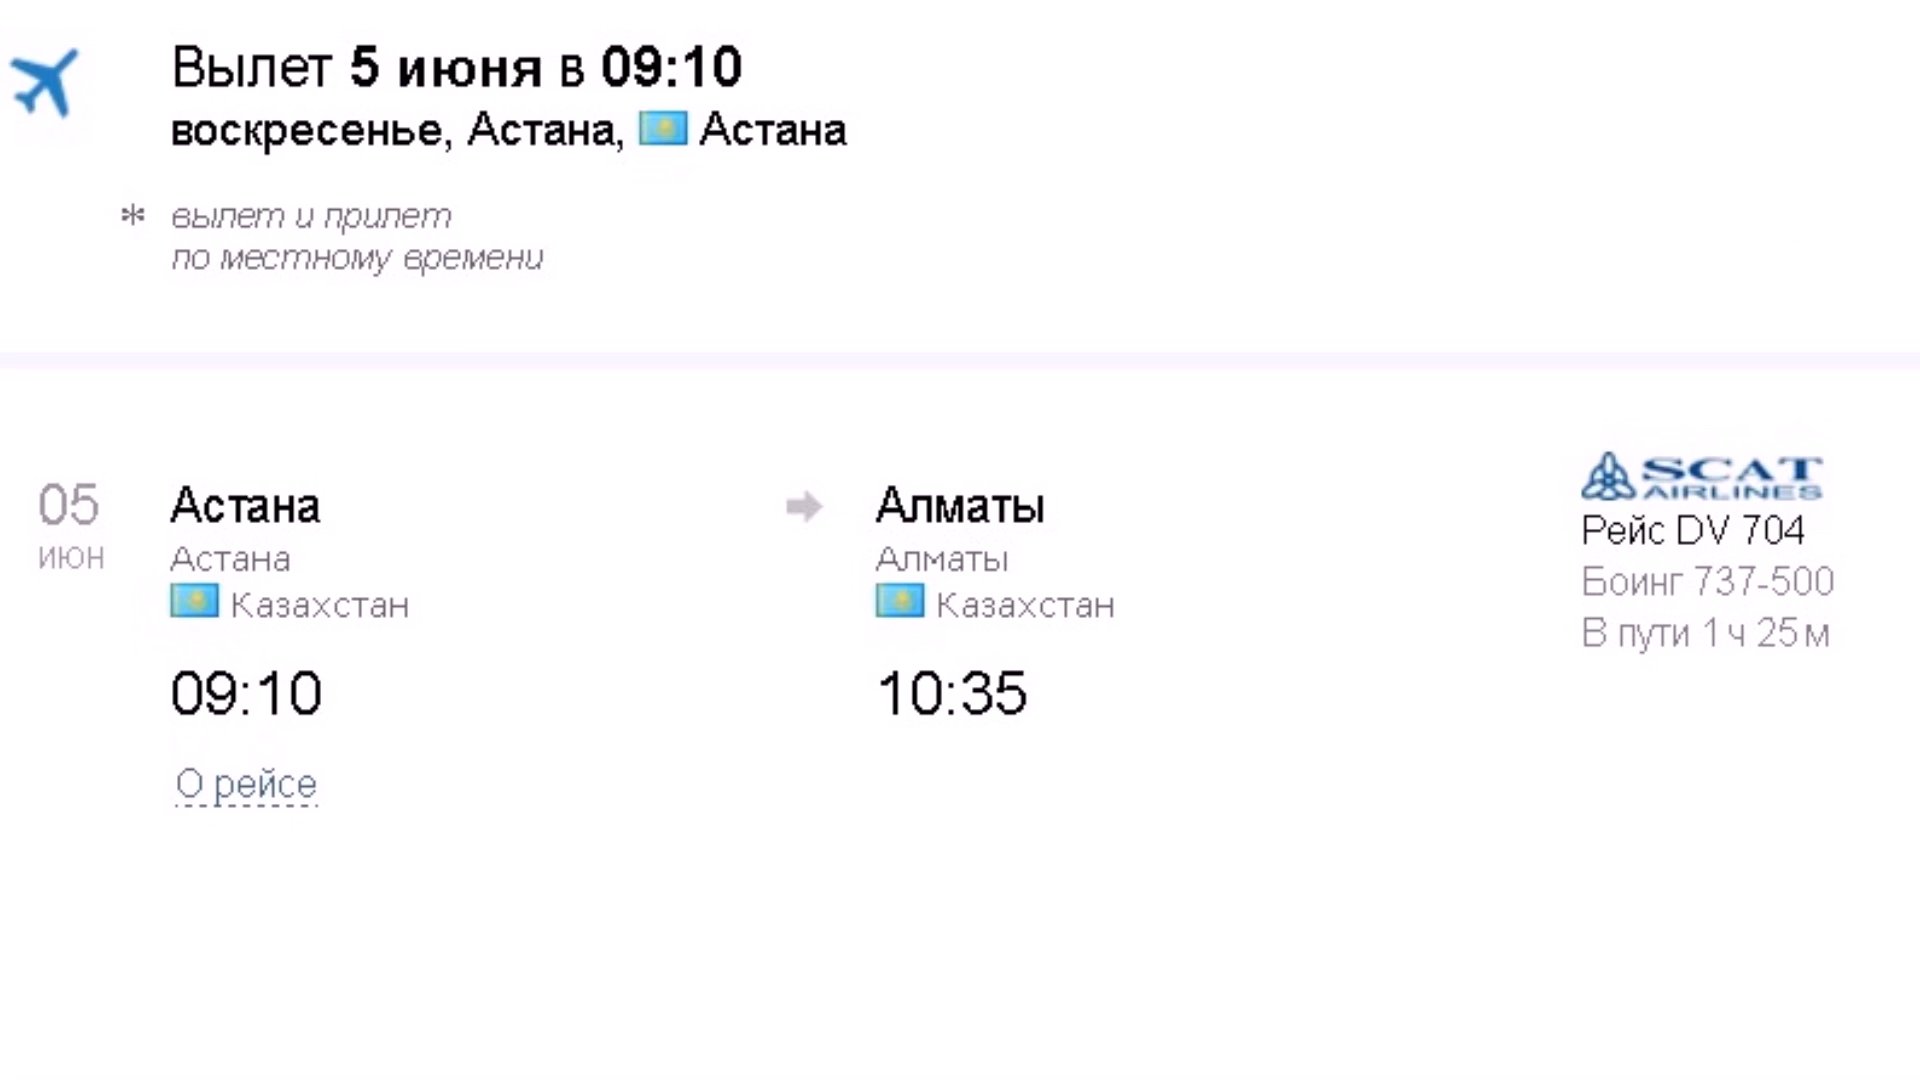 Вылет 5 июня в 09:10
воскресенье, Астана, Астана
* вылет и прилет
по местному времени
05
июн
Астана
Астана
Казахстан
09:10
О рейсе
Алматы
Алматы
Казахстан
10:35
SCAT
AIRLINES
Рейс DV 704
Боинг 737-500
В пути 1 ч 25 м